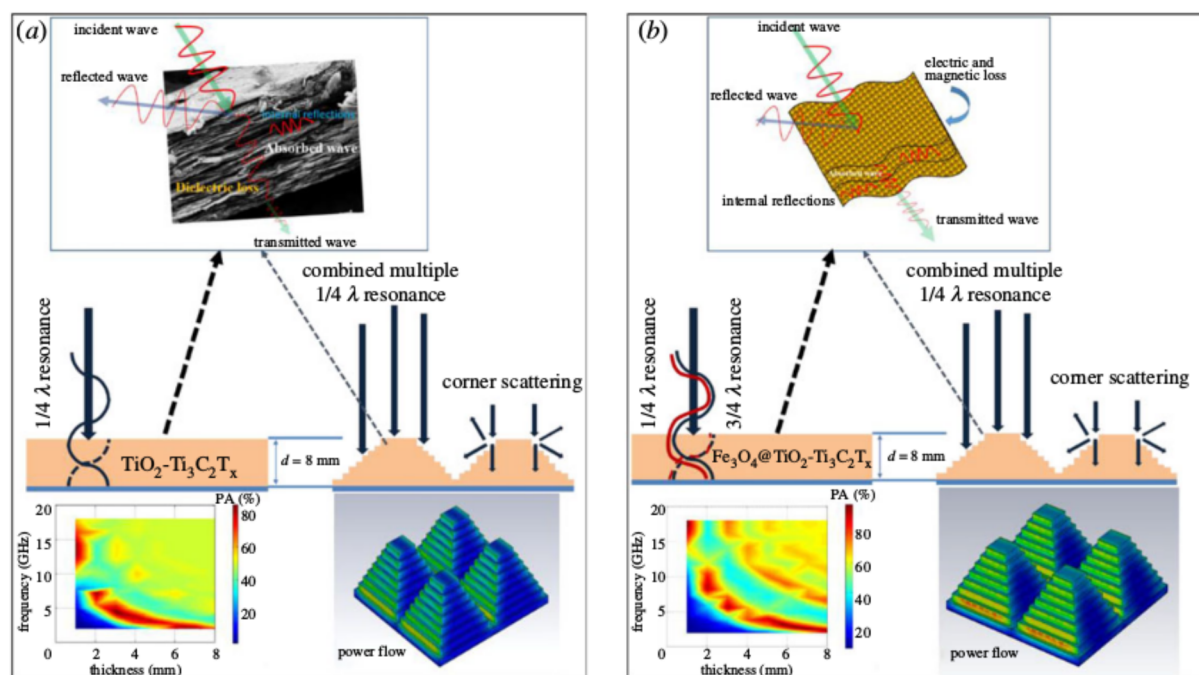 (a)
incident wave
reflected wave
internal reflections
Absorbed wave
Dielectric loss
transmitted wave
combined multiple
1/4 λ resonance
1/4 λ resonance
corner scattering
TiO₂-Ti₃C₂Tₓ
d = 8 mm
PA (%)
20
15
10
5
0
2
4
6
8
frequency (GHz)
thickness (mm)
80
60
40
20
power flow
(b)
incident wave
electric and
magnetic loss
reflected wave
Absorbed wave
internal reflections
transmitted wave
combined multiple
1/4 λ resonance
1/4 λ resonance
3/4 λ resonance
corner scattering
Fe₃O₄@TiO₂-Ti₃C₂Tₓ
d = 8 mm
PA (%)
20
15
10
5
0
2
4
6
8
frequency (GHz)
thickness (mm)
80
60
40
20
power flow